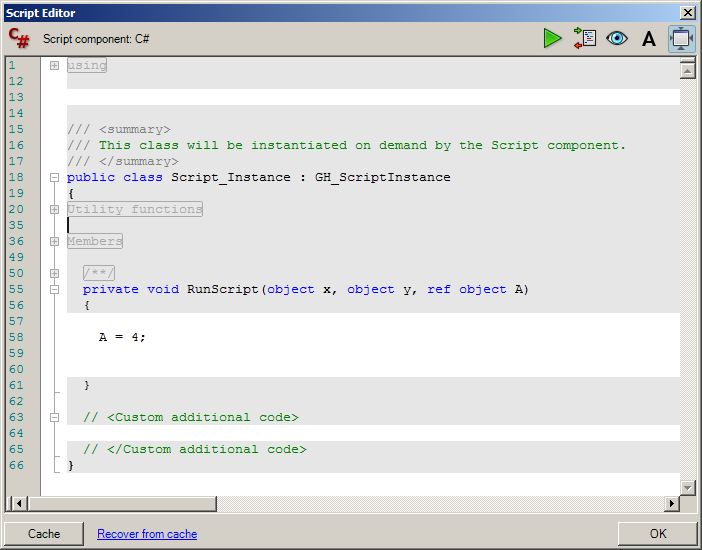 Script Editor
C# Script component: C# A
1 using
12
13
14
15 /// <summary>
16 /// This class will be instantiated on demand by the Script component.
17 /// </summary>
18 public class Script_Instance : GH_ScriptInstance
19 {
20 Utility functions
35
36 Members
49
50 /**/
55 private void RunScript(object x, object y, ref object A)
56 {
57
58 A = 4;
59
60
61 }
62
63 // <Custom additional code>
64
65 // </Custom additional code>
66 }
Cache Recover from cache OK